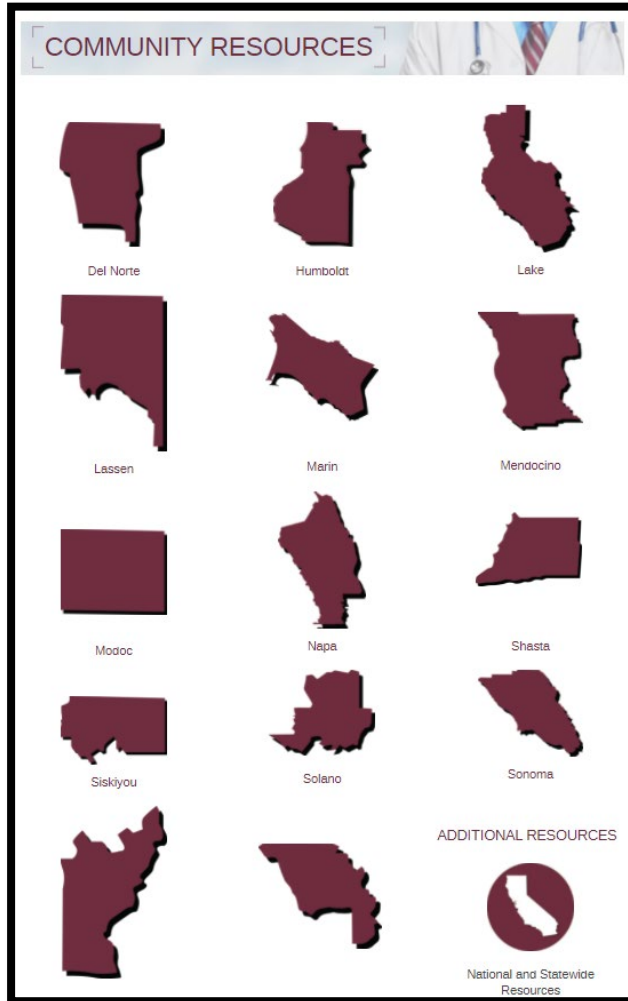 COMMUNITY RESOURCES
Del Norte
Humboldt
Lake
Lassen
Marin
Mendocino
Modoc
Napa
Shasta
Siskiyou
Solano
Sonoma
ADDITIONAL RESOURCES
National and Statewide
Resources